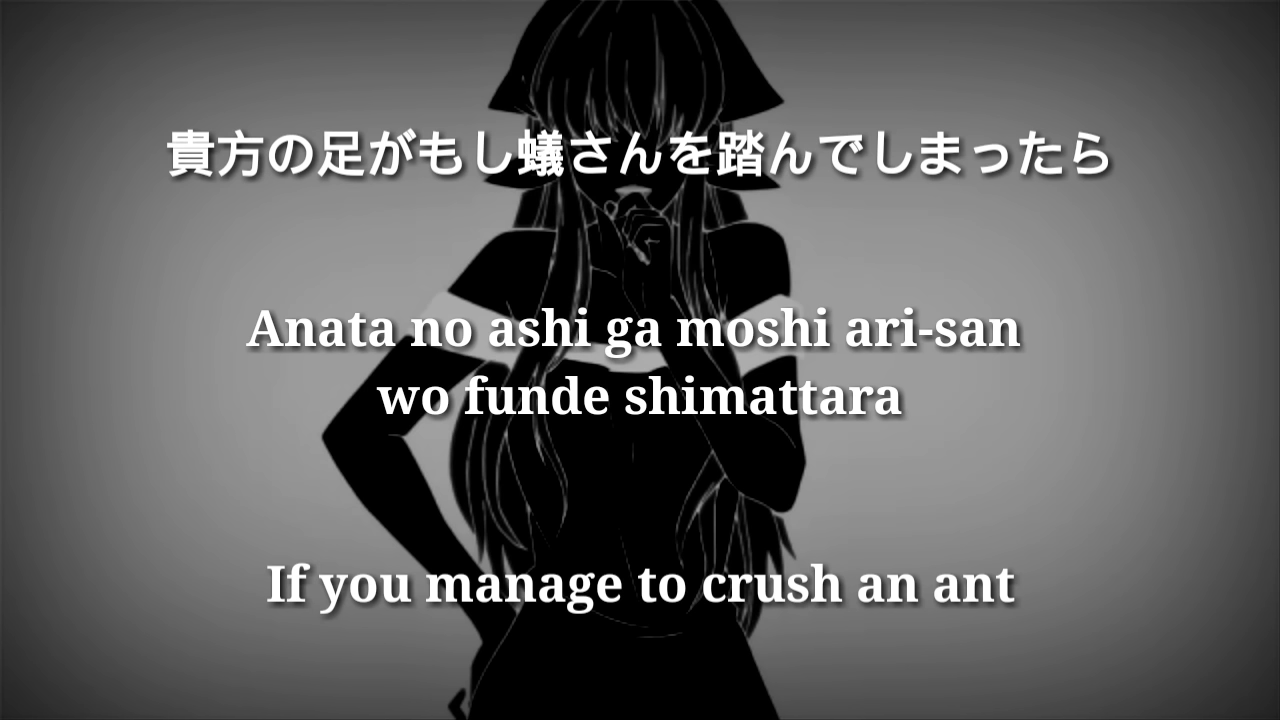 貴方の足がもし蟻さんを踏んでしまったら
Anata no ashi ga moshi ari-san
wo funde shimattara
If you manage to crush an ant